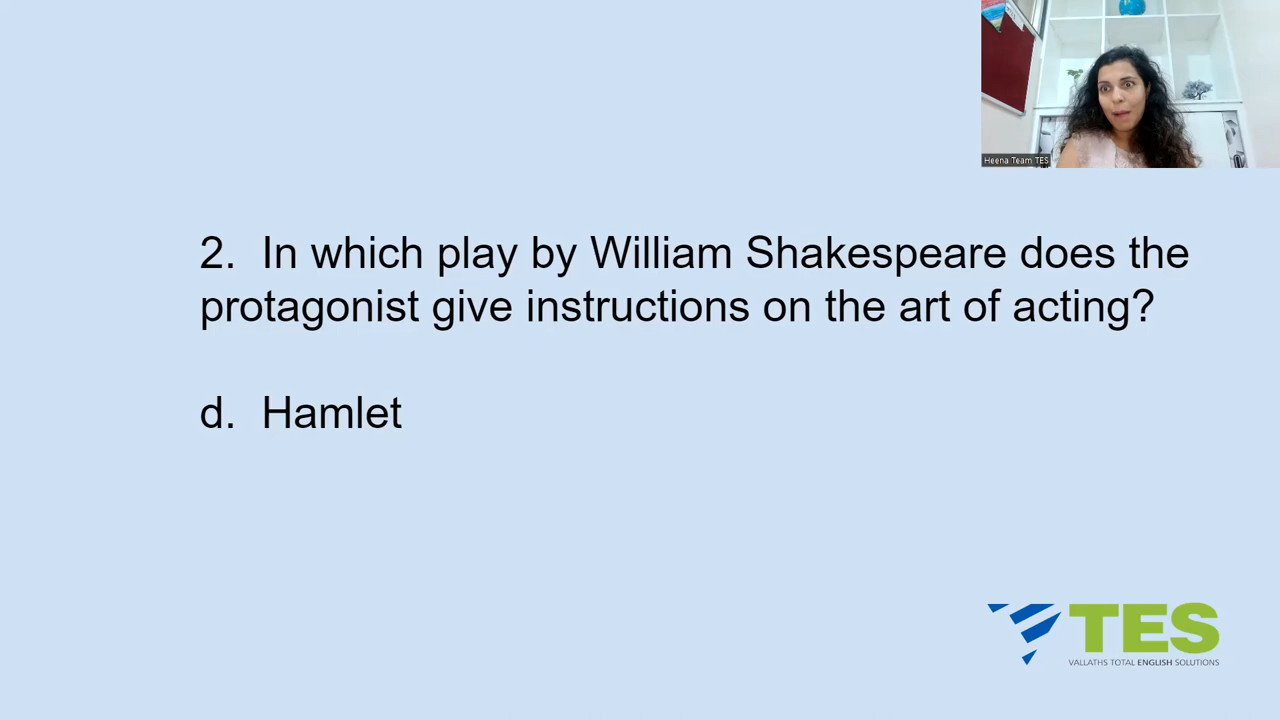 Heena Team TES
2. In which play by William Shakespeare does the
protagonist give instructions on the art of acting?
d. Hamlet
TES
VALLATHS TOTAL ENGLISH SOLUTIONS